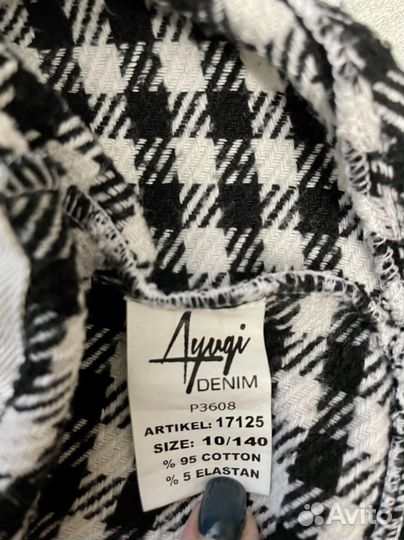 Ayugi
DENIM
P3608
ARTIKEL: 17125
SIZE: 10/140
% 95 COTTON
% 5 ELASTAN
Avito